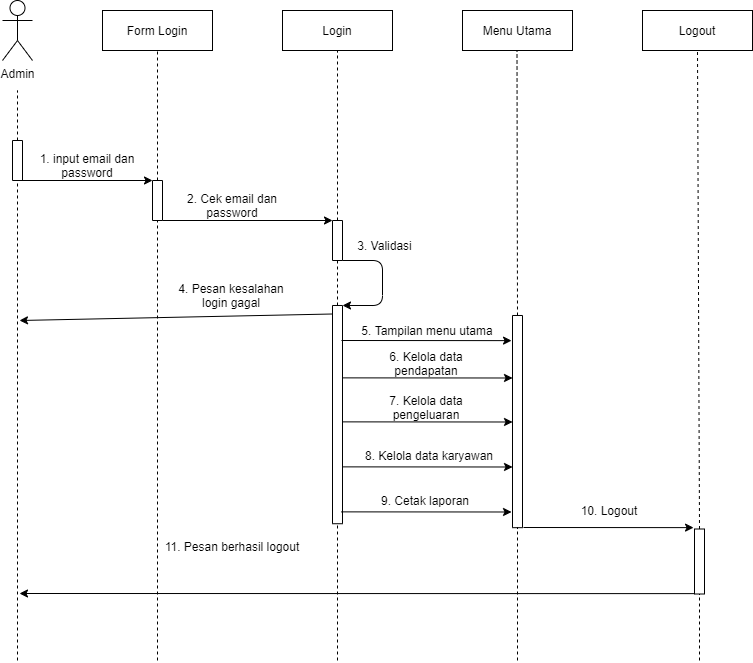 Form Login
Login
Menu Utama
Logout
Admin
1. input email dan
password
2. Cek email dan
password
3. Validasi
4. Pesan kesalahan
login gagal
5. Tampilan menu utama
6. Kelola data
pendapatan
7. Kelola data
pengeluaran
8. Kelola data karyawan
9. Cetak laporan
10. Logout
11. Pesan berhasil logout